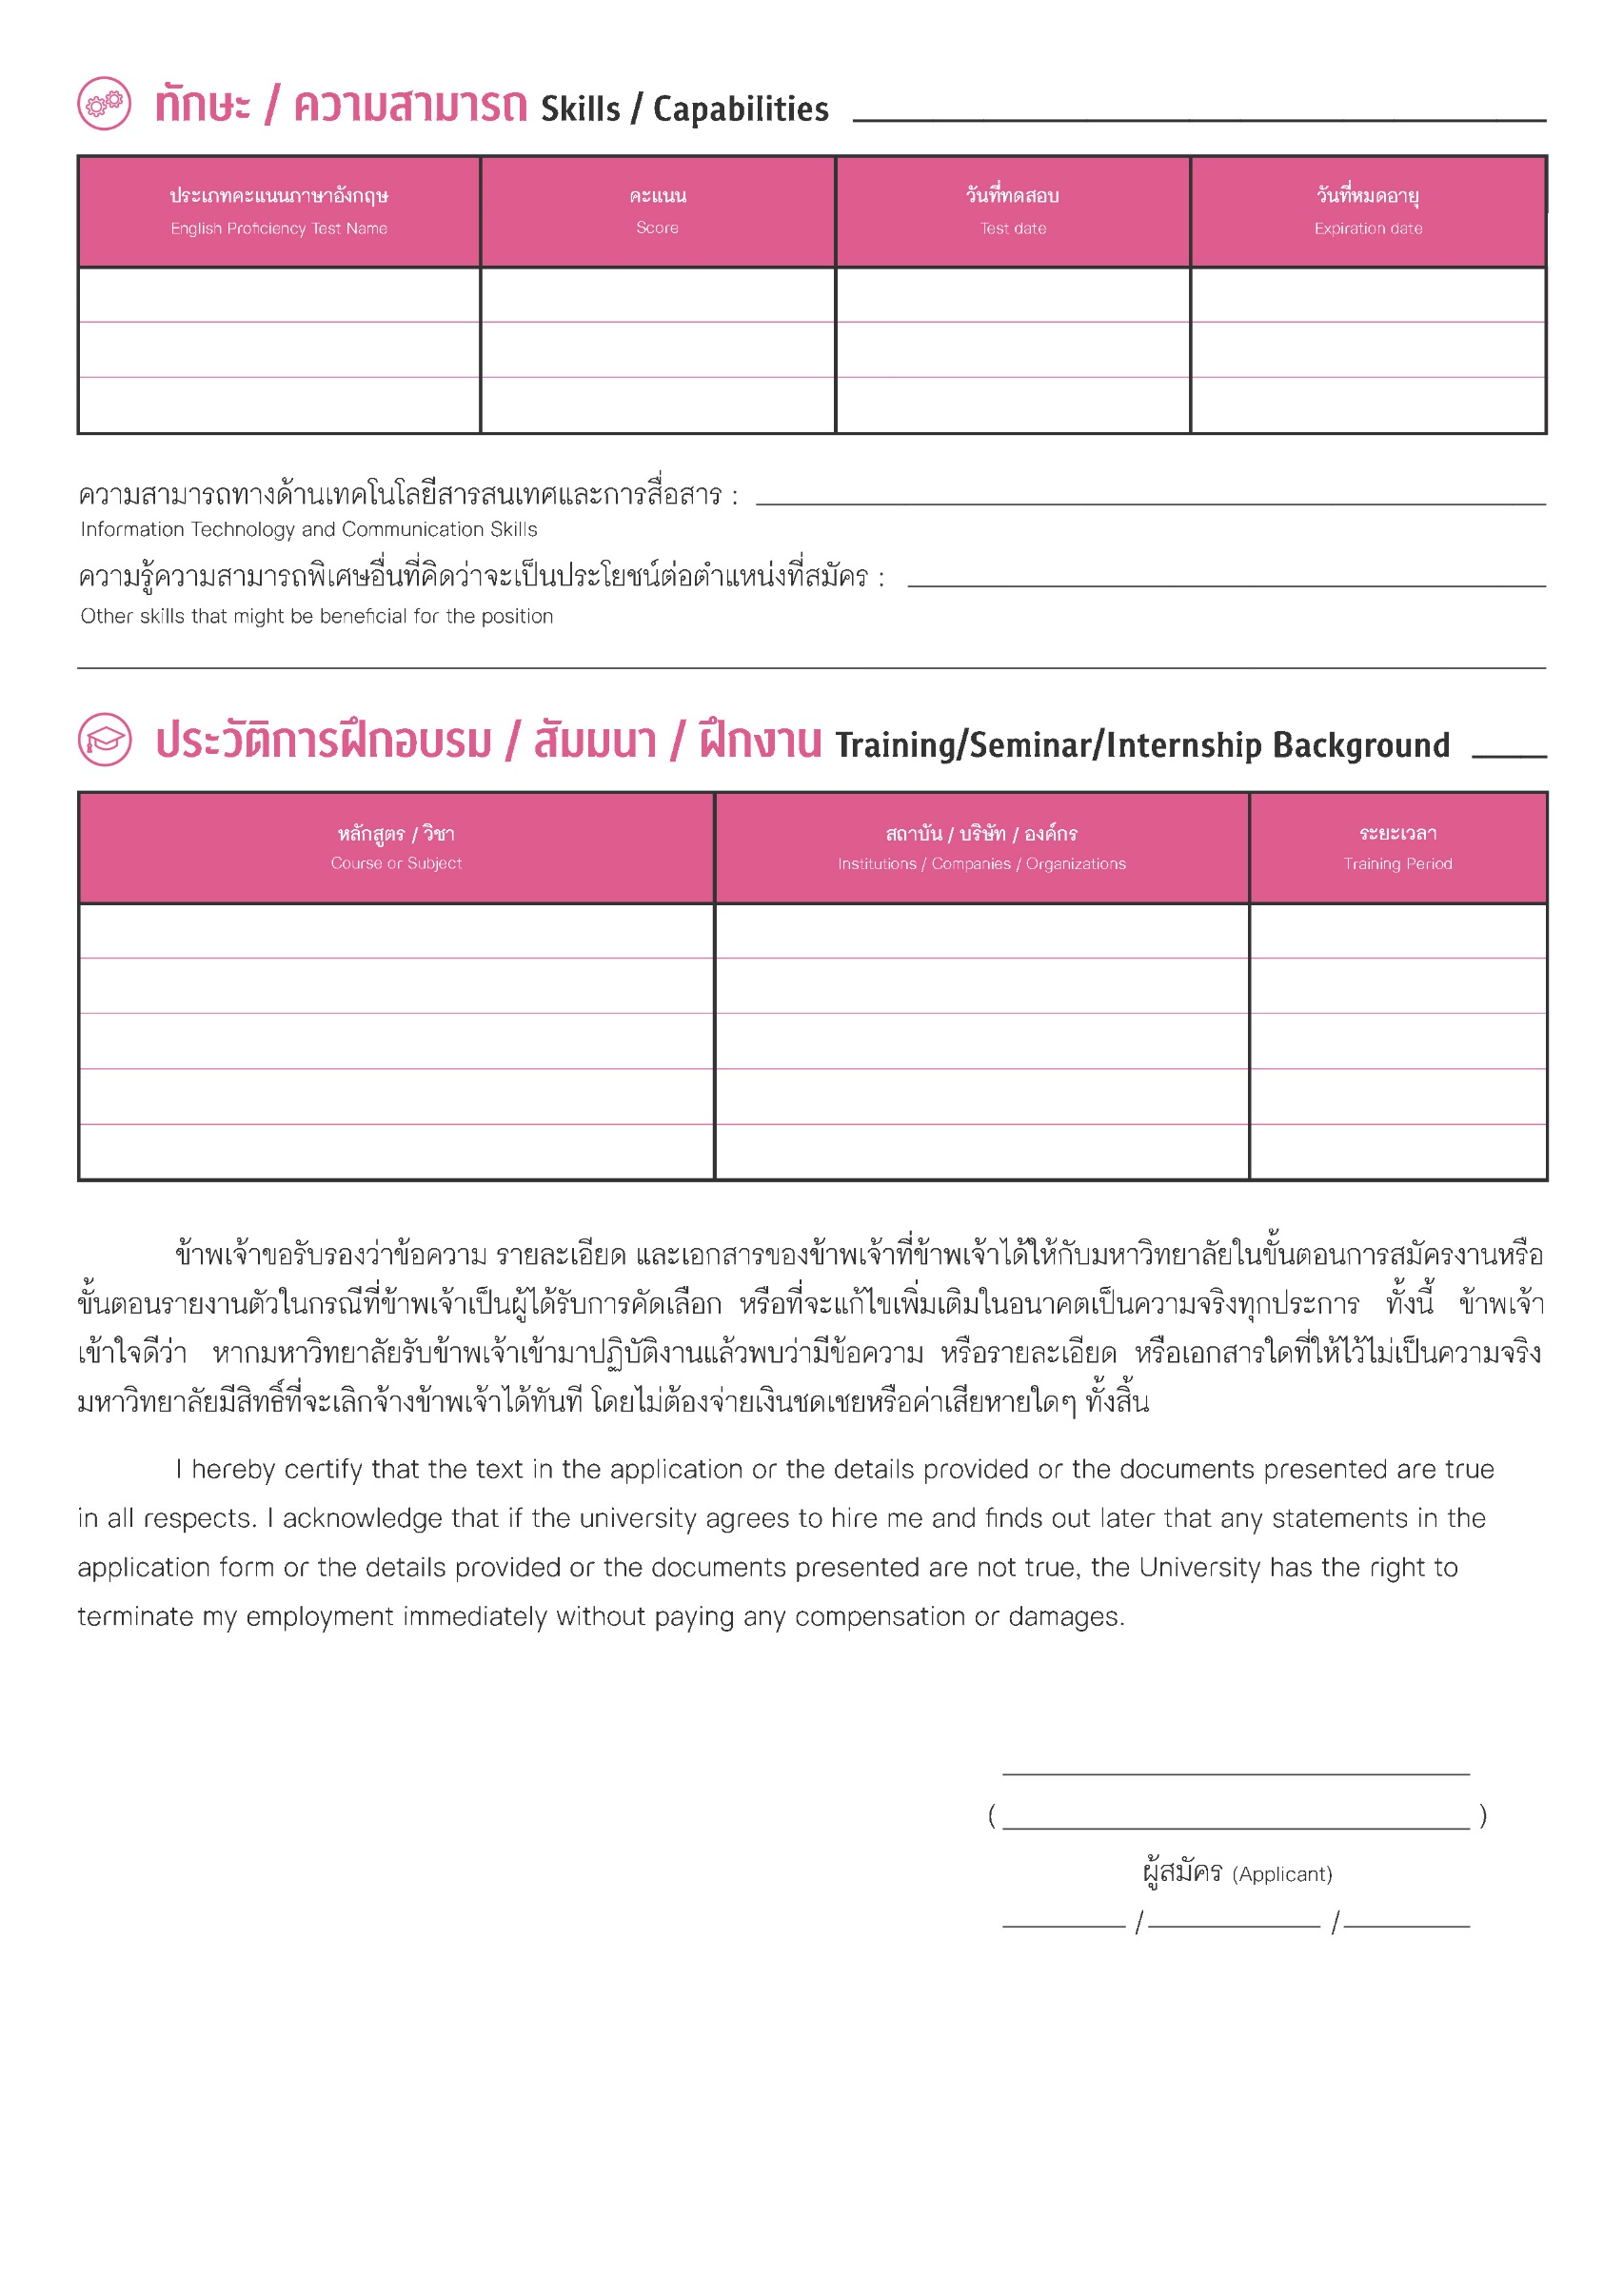 ทักษะ / ความสามารถ Skills / Capabilities
ประเภทคะแนนภาษาอังกฤษ คะแนน วันที่ทดสอบ วันที่หมดอายุ
English Proficiency Test Name Score Test date Expiration date
ความสามารถทางด้านเทคโนโลยีสารสนเทศและการสื่อสาร :
Information Technology and Communication Skills
ความรู้ความสามารถพิเศษอื่นที่คิดว่าจะเป็นประโยชน์ต่อตำแหน่งที่สมัคร :
Other skills that might be beneficial for the position
ประวัติการฝึกอบรม / สัมมนา / ฝึกงาน Training/Seminar/Internship Background
หลักสูตร / วิชา สถาบัน / บริษัท / องค์กร ระยะเวลา
Course or Subject Institutions / Companies / Organizations Training Period
ข้าพเจ้าขอรับรองว่าข้อความ รายละเอียด และเอกสารของข้าพเจ้าที่ข้าพเจ้าได้ให้กับมหาวิทยาลัยในขั้นตอนการสมัครงานหรือ
ขั้นตอนรายงานตัวในกรณีที่ข้าพเจ้าเป็นผู้ได้รับการคัดเลือก หรือที่จะแก้ไขเพิ่มเติมในอนาคตเป็นความจริงทุกประการ ทั้งนี้ ข้าพเจ้า
เข้าใจดีว่า หากมหาวิทยาลัยรับข้าพเจ้าเข้ามาปฏิบัติงานแล้วพบว่ามีข้อความ หรือรายละเอียด หรือเอกสารใดที่ให้ไว้ไม่เป็นความจริง
มหาวิทยาลัยมีสิทธิ์ที่จะเลิกจ้างข้าพเจ้าได้ทันที โดยไม่ต้องจ่ายเงินชดเชยหรือค่าเสียหายใดๆ ทั้งสิ้น
I hereby certify that the text in the application or the details provided or the documents presented are true
in all respects. I acknowledge that if the university agrees to hire me and finds out later that any statements in the
application form or the details provided or the documents presented are not true, the University has the right to
terminate my employment immediately without paying any compensation or damages.
( )
ผู้สมัคร (Applicant)
/ /